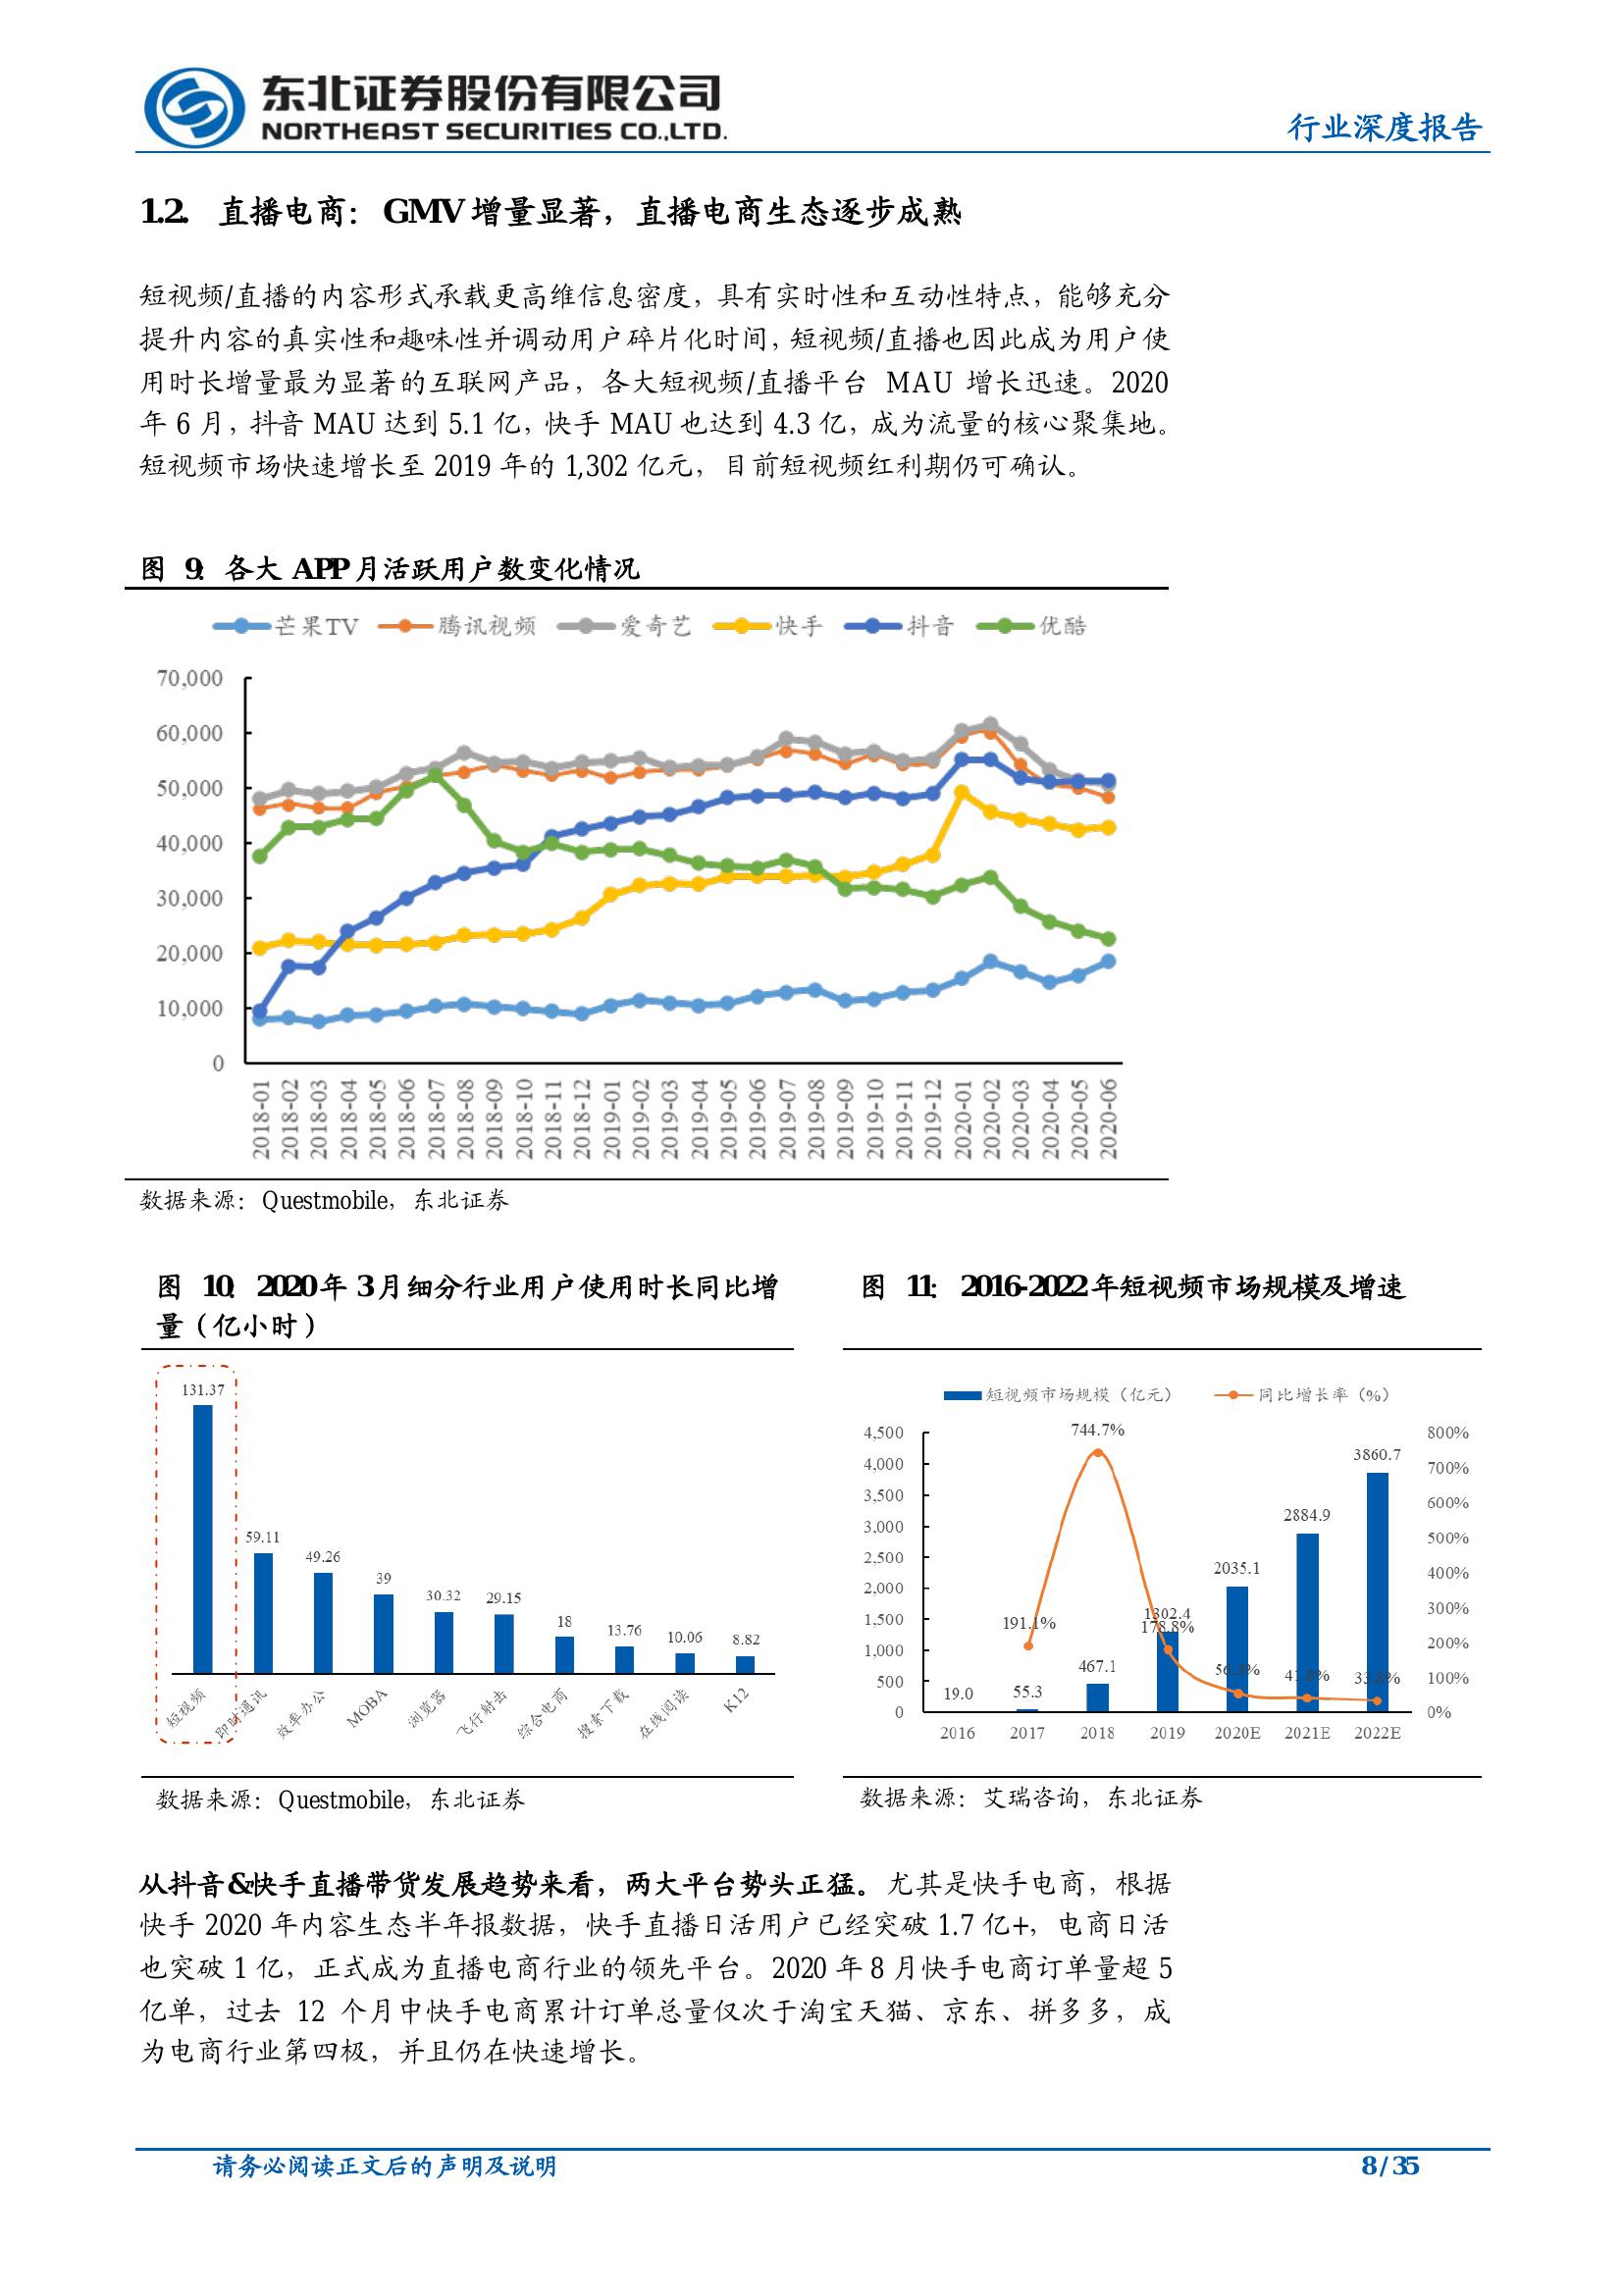 东北证券股份有限公司
NORTHEAST SECURITIES CO.,LTD.
行业深度报告
1.2. 直播电商：GMV 增量显著，直播电商生态逐步成熟
短视频/直播的内容形式承载更高维信息密度，具有实时性和互动性特点，能够充分
提升内容的真实性和趣味性并调动用户碎片化时间，短视频/直播也因此成为用户使
用时长增量最为显著的互联网产品，各大短视频/直播平台 MAU 增长迅速。2020
年 6 月，抖音 MAU 达到 5.1 亿，快手 MAU 也达到 4.3 亿，成为流量的核心聚集地。
短视频市场快速增长至 2019 年的 1,302 亿元，目前短视频红利期仍可确认。
图 9：各大 APP 月活跃用户数变化情况
芒果TV 腾讯视频 爱奇艺 快手 抖音 优酷
70,000
60,000
50,000
40,000
30,000
20,000
10,000
0
2018-01 2018-02 2018-03 2018-04 2018-05 2018-06 2018-07 2018-08 2018-09 2018-10 2018-11 2018-12 2019-01 2019-02 2019-03 2019-04 2019-05 2019-06 2019-07 2019-08 2019-09 2019-10 2019-11 2019-12 2020-01 2020-02 2020-03 2020-04 2020-05 2020-06
数据来源：Questmobile，东北证券
图 10：2020 年 3 月细分行业用户使用时长同比增
量（亿小时）
131.37
59.11
49.26
39
30.32
29.15
18
13.76
10.06
8.82
短视频 即时通讯 效率办公 MOBA 浏览器 飞行射击 综合电商 搜索下载 在线阅读 K12
数据来源：Questmobile，东北证券
图 11：2016-2022 年短视频市场规模及增速
短视频市场规模（亿元） 同比增长率（%）
4,500
4,000
3,500
3,000
2,500
2,000
1,500
1,000
500
0
800%
700%
600%
500%
400%
300%
200%
100%
0%
744.7%
191.1%
178.8%
19.0
55.3
467.1
1302.4
2035.1
2884.9
3860.7
2016 2017 2018 2019 2020E 2021E 2022E
数据来源：艾瑞咨询，东北证券
从抖音&快手直播带货发展趋势来看，两大平台势头正猛。尤其是快手电商，根据
快手 2020 年内容生态半年报数据，快手直播日活用户已经突破 1.7 亿+，电商日活
也突破 1 亿，正式成为直播电商行业的领先平台。2020 年 8 月快手电商订单量超 5
亿单，过去 12 个月中快手电商累计订单总量仅次于淘宝天猫、京东、拼多多，成
为电商行业第四极，并且仍在快速增长。
请务必阅读正文后的声明及说明
8 / 35